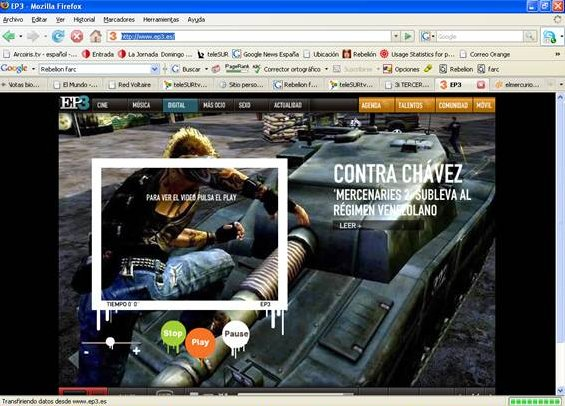 EP3 - Mozilla Firefox
Archivo Editar Ver Historial Marcadores Herramientas Ayuda
http://www.ep3.es/
Google
Arcoiris.tv - español -... Entrada La Jornada Domingo ... teleSUR Google News España Ubicación Rebelión Usage Statistics for p... Correo Orange
Google Rebelion farc Buscar PageRank Corrector ortográfico Suscribirse Opciones Rebelion farc
Notas bio... El Mundo -... Red Voltaire teleSURtv... Sitio perso... Rebelion f... teleSURtv... 3I TERCER... EP3 elmercurio...
EP3 CINE MÚSICA DIGITAL MÁS OCIO SEXO ACTUALIDAD AGENDA TALENTOS COMUNIDAD MÓVIL
CONTRA CHÁVEZ
'MERCENARIES 2' SUBLEVA AL
RÉGIMEN VENEZOLANO
LEER +
PARA VER EL VIDEO PULSA EL PLAY
TIEMPO 0' 0" EP3
Stop Play Pause
- +
Transfiriendo datos desde www.ep3.es